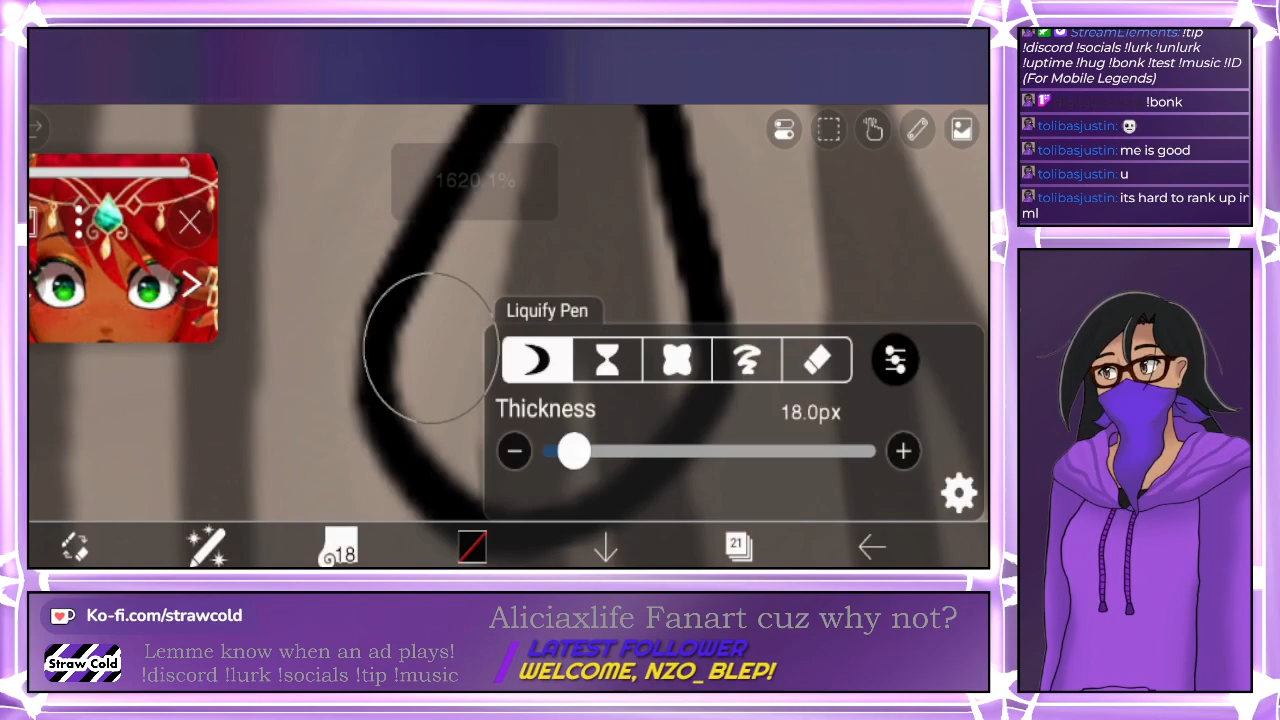 1620.1%
Liquify Pen
Thickness
18.0px
18
21
StreamElements: !tip
!discord !socials !lurk !unlurk
!uptime !hug !bonk !test !music !ID
(For Mobile Legends)
!bonk
tolibasjustin:
tolibasjustin: me is good
tolibasjustin: u
tolibasjustin: its hard to rank up in
ml
Ko-fi.com/strawcold
Straw Cold
Lemme know when an ad plays!
!discord !lurk !socials !tip !music
Aliciaxlife Fanart cuz why not?
LATEST FOLLOWER
WELCOME, NZO_BLEP!